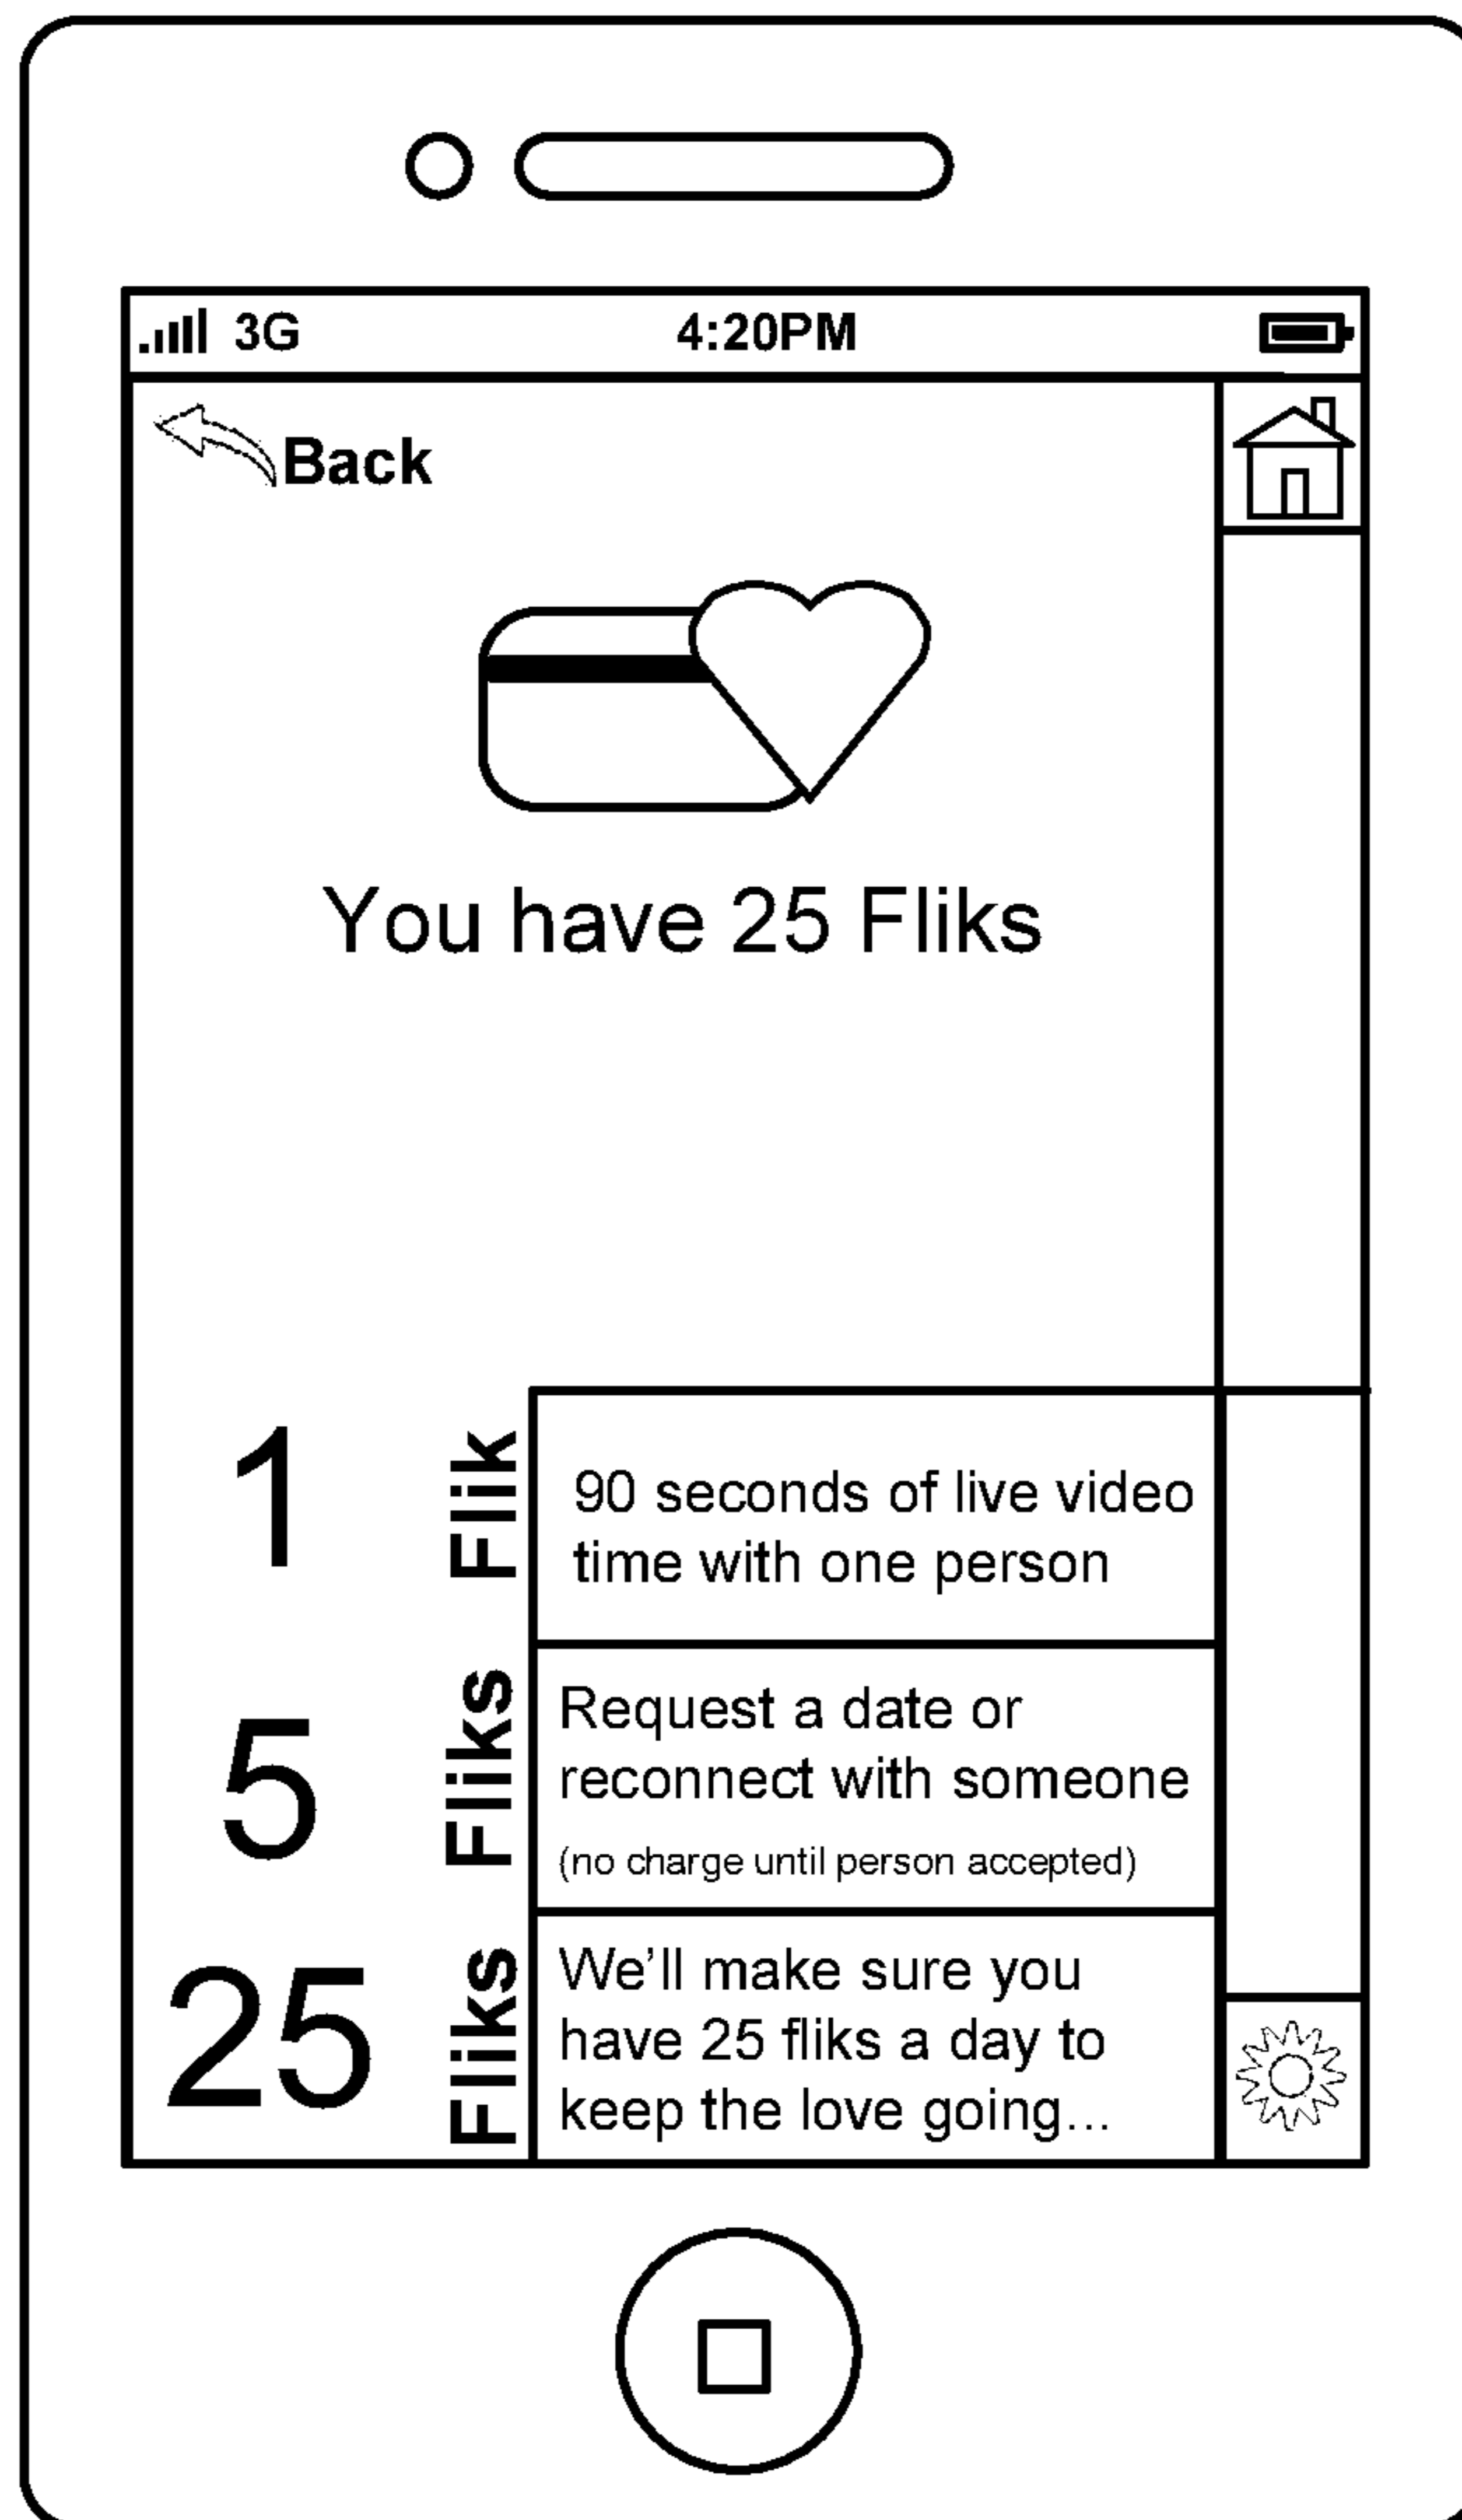 3G 4:20PM
Back
You have 25 Fliks
1 Flik
90 seconds of live video
time with one person
5 Fliks
Request a date or
reconnect with someone
(no charge until person accepted)
25 Fliks
We'll make sure you
have 25 fliks a day to
keep the love going...